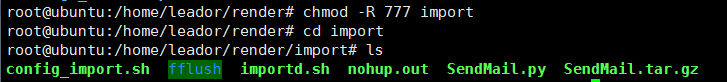 root@ubuntu:/home/leador/render# chmod -R 777 import
root@ubuntu:/home/leador/render# cd import
root@ubuntu:/home/leador/render/import# ls
config_import.sh fflush importd.sh nohup.out SendMail.py SendMail.tar.gz